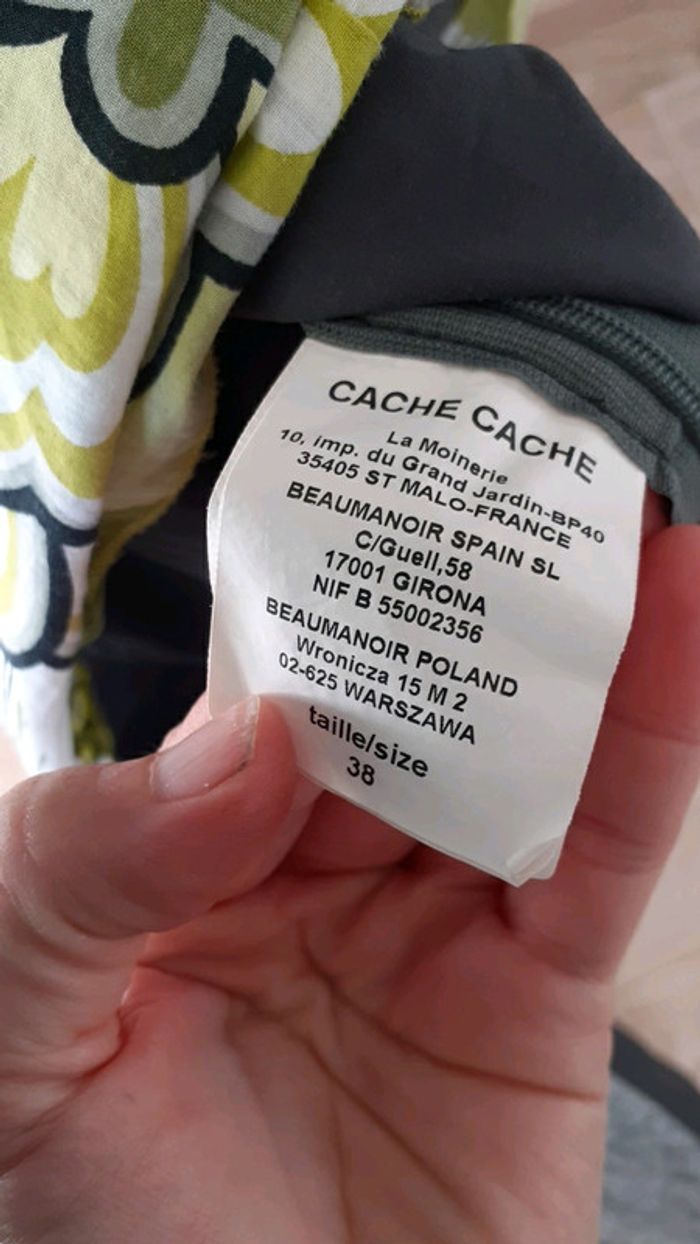 CACHE CACHE
La Moinerie
10, imp. du Grand Jardin-BP40
35405 ST MALO-FRANCE
BEAUMANOIR SPAIN SL
C/Guell,58
17001 GIRONA
NIF B 55002356
BEAUMANOIR POLAND
Wronicza 15 M 2
02-625 WARSZAWA
taille/size
38